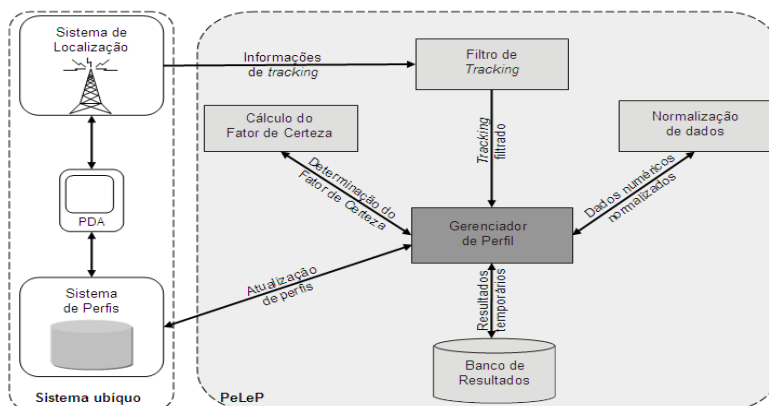 Sistema de
Localização
Informações
de tracking
Filtro de
Tracking
Cálculo do
Fator de Certeza
Tracking
filtrado
Normalização
de dados
Determinação do
Fator de Certeza
Dados numéricos
normalizados
PDA
Gerenciador
de Perfil
Atualização
de perfis
Sistema
de Perfis
Resultados
temporários
Banco de
Resultados
Sistema ubíquo
PeLeP